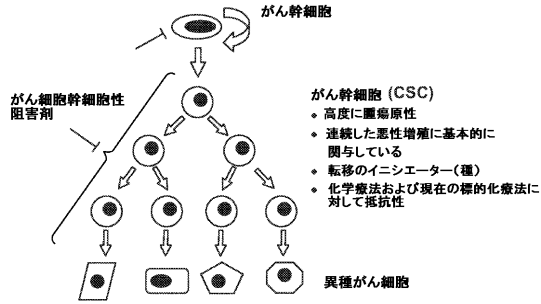 がん幹細胞
がん細胞幹細胞性
阻害剤
がん幹細胞 (CSC)
◆ 高度に腫瘍原性
◆ 連続した悪性増殖に基本的に
関与している
◆ 転移のイニシエーター(種)
◆ 化学療法および現在の標的化療法に
対して抵抗性
異種がん細胞